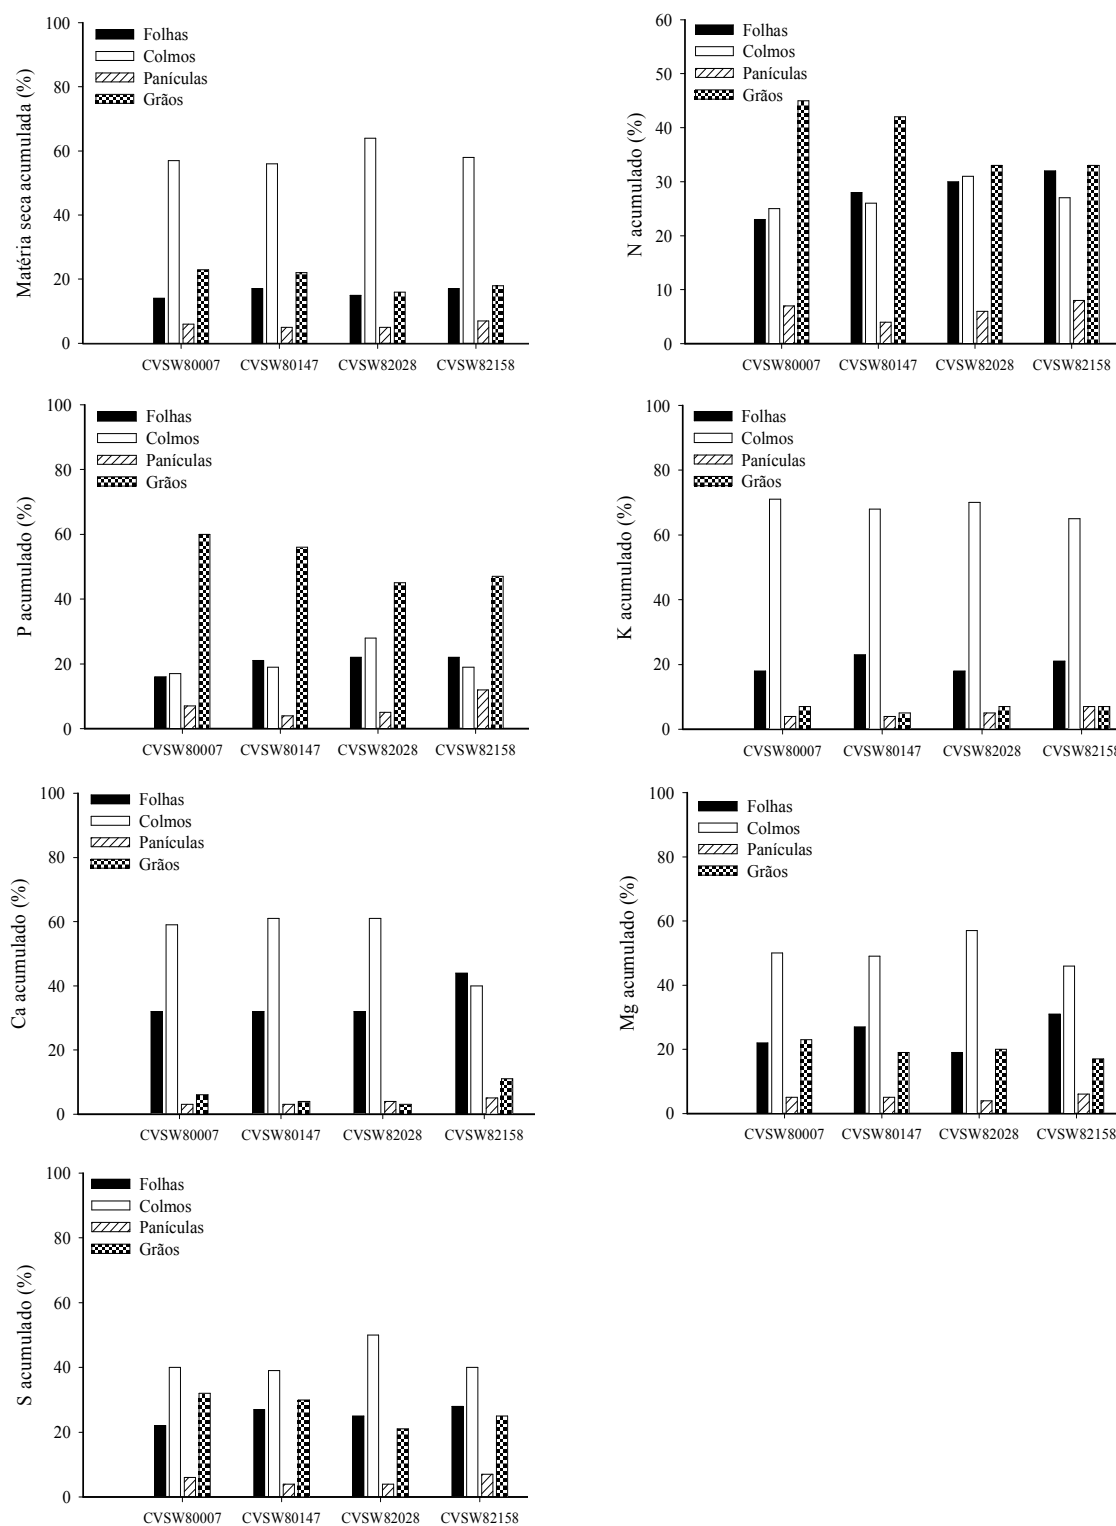 Matéria seca acumulada (%)
100
80
60
40
20
0
Folhas
Colmos
Panículas
Grãos
CVSW80007 CVSW80147 CVSW82028 CVSW82158
N acumulado (%)
60
50
40
30
20
10
0
Folhas
Colmos
Panículas
Grãos
CVSW80007 CVSW80147 CVSW82028 CVSW82158
P acumulado (%)
100
80
60
40
20
0
Folhas
Colmos
Panículas
Grãos
CVSW80007 CVSW80147 CVSW82028 CVSW82158
K acumulado (%)
100
80
60
40
20
0
Folhas
Colmos
Panículas
Grãos
CVSW80007 CVSW80147 CVSW82028 CVSW82158
Ca acumulado (%)
100
80
60
40
20
0
Folhas
Colmos
Panículas
Grãos
CVSW80007 CVSW80147 CVSW82028 CVSW82158
Mg acumulado (%)
100
80
60
40
20
0
Folhas
Colmos
Panículas
Grãos
CVSW80007 CVSW80147 CVSW82028 CVSW82158
S acumulado (%)
100
80
60
40
20
0
Folhas
Colmos
Panículas
Grãos
CVSW80007 CVSW80147 CVSW82028 CVSW82158